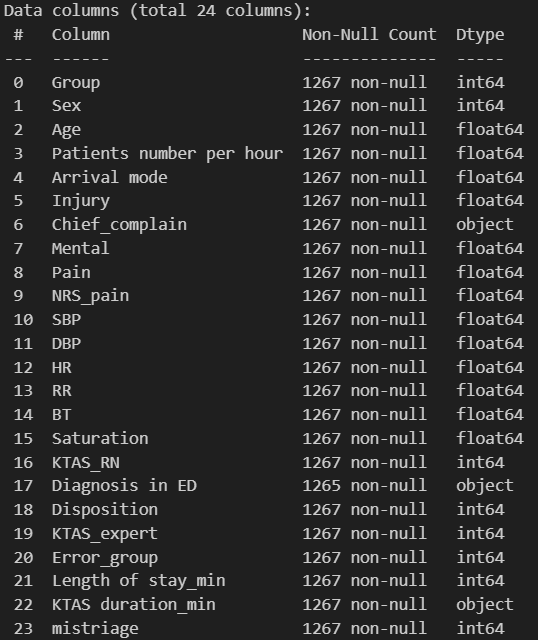 Data columns (total 24 columns):
 #   Column                    Non-Null Count  Dtype
---  ------                    --------------  -----
 0   Group                     1267 non-null   int64
 1   Sex                       1267 non-null   int64
 2   Age                       1267 non-null   float64
 3   Patients number per hour  1267 non-null   float64
 4   Arrival mode              1267 non-null   float64
 5   Injury                    1267 non-null   float64
 6   Chief_complain            1267 non-null   object
 7   Mental                    1267 non-null   float64
 8   Pain                      1267 non-null   float64
 9   NRS_pain                  1267 non-null   float64
 10  SBP                       1267 non-null   float64
 11  DBP                       1267 non-null   float64
 12  HR                        1267 non-null   float64
 13  RR                        1267 non-null   float64
 14  BT                        1267 non-null   float64
 15  Saturation                1267 non-null   float64
 16  KTAS_RN                   1267 non-null   int64
 17  Diagnosis in ED           1265 non-null   object
 18  Disposition               1267 non-null   int64
 19  KTAS_expert               1267 non-null   int64
 20  Error_group               1267 non-null   int64
 21  Length of stay_min        1267 non-null   int64
 22  KTAS duration_min         1267 non-null   object
 23  mistriage                 1267 non-null   int64